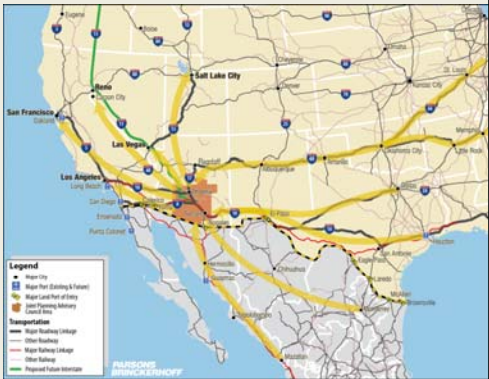 Eugene
Boise
Cheyenne
Omaha
Chicago
Salt Lake City
Denver
Kansas City
St. Louis
Reno
Carson City
San Francisco
Oakland
Las Vegas
Flagstaff
Albuquerque
Amarillo
Oklahoma City
Memphis
Little Rock
Los Angeles
Long Beach
San Diego
Ensenada
Punta Colonet
Calexico
El Paso
Dallas
San Antonio
Houston
Hermosillo
Guaymas
Chihuahua
Eagle Pass
Laredo
McAllen
Brownsville
Monterrey
Mazatlan
Legend
Major City
Major Port (Existing & Future)
Major Land Port of Entry
Joint Planning Advisory
Council Area
Transportation
Major Roadway Linkage
Other Roadway
Major Railway Linkage
Other Railway
Proposed Future Interstate
PARSONS
BRINCKERHOFF